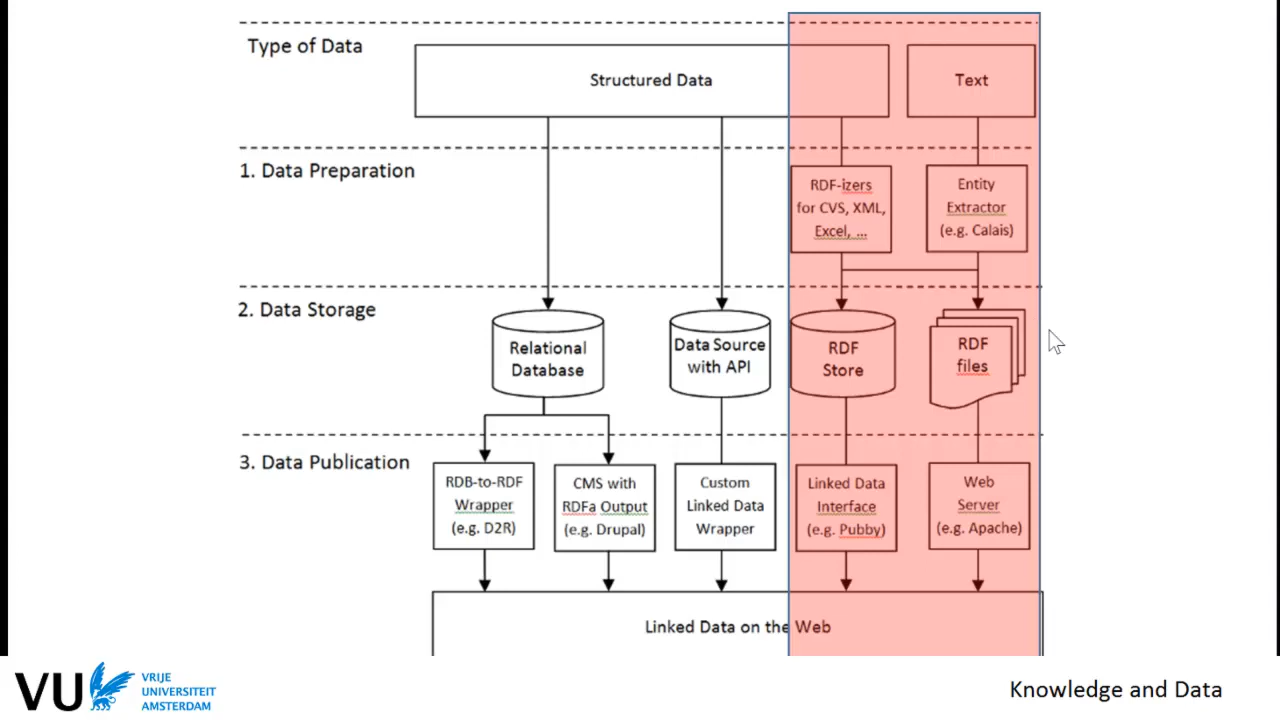 Type of Data
Structured Data
Text
1. Data Preparation
RDF-izers
for CVS, XML,
Excel, ...
Entity
Extractor
(e.g. Calais)
2. Data Storage
Relational
Database
Data Source
with API
RDF
Store
RDF
files
3. Data Publication
RDB-to-RDF
Wrapper
(e.g. D2R)
CMS with
RDFa Output
(e.g. Drupal)
Custom
Linked Data
Wrapper
Linked Data
Interface
(e.g. Pubby)
Web
Server
(e.g. Apache)
Linked Data on the Web
VU
VRIJE
UNIVERSITEIT
AMSTERDAM
Knowledge and Data